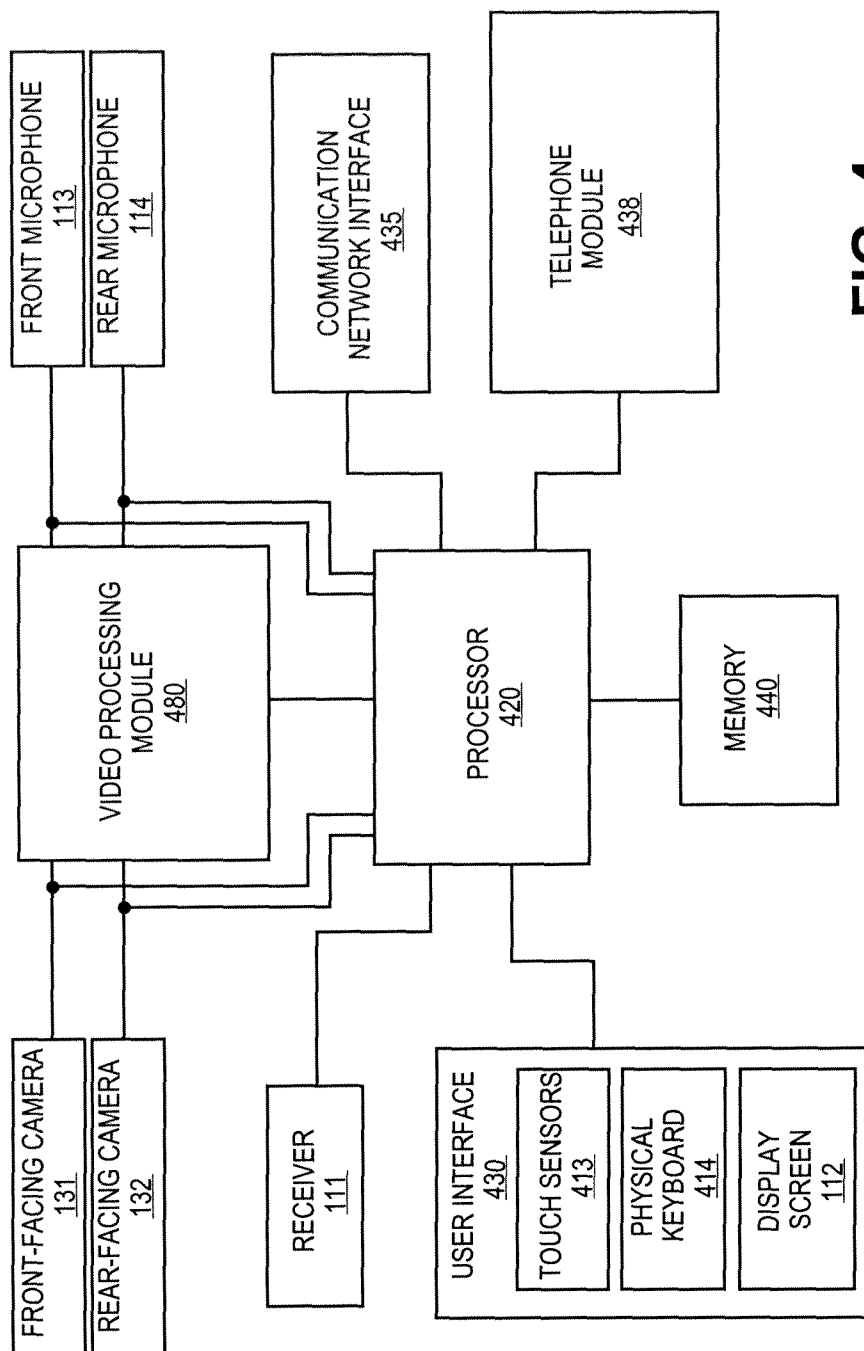 FRONT-FACING CAMERA
131
REAR-FACING CAMERA
132
VIDEO PROCESSING
MODULE
480
FRONT MICROPHONE
113
REAR MICROPHONE
114
RECEIVER
111
PROCESSOR
420
COMMUNICATION
NETWORK INTERFACE
435
USER INTERFACE
430
TOUCH SENSORS
413
PHYSICAL
KEYBOARD
414
DISPLAY
SCREEN
112
MEMORY
440
TELEPHONE
MODULE
438
FIG. 4